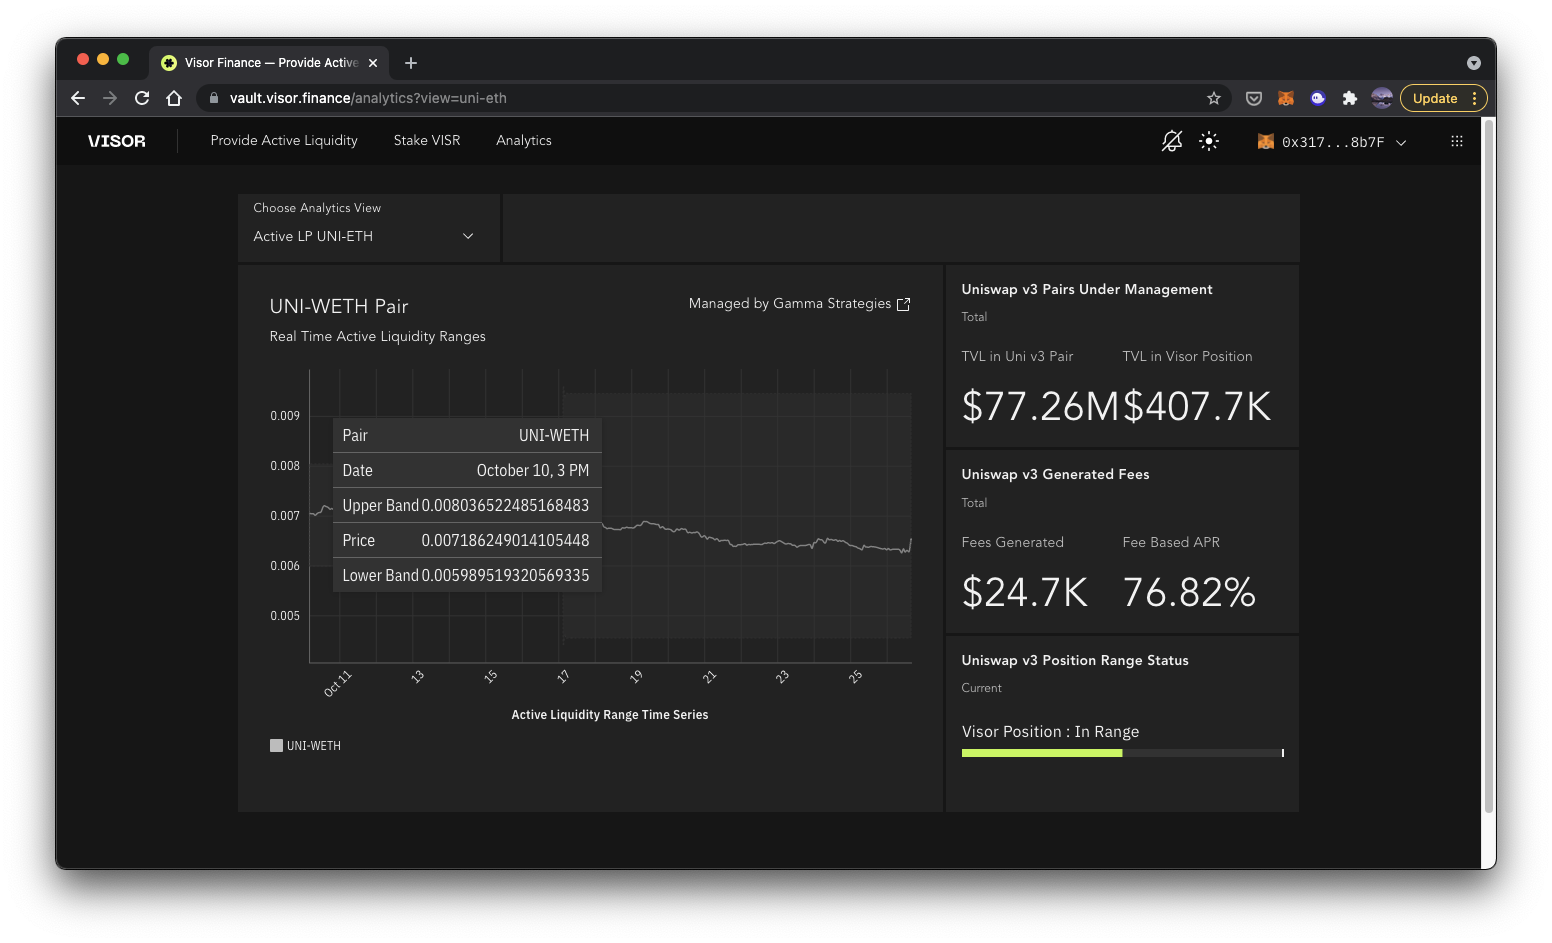 Visor Finance — Provide Active
vault.visor.finance/analytics?view=uni-eth
Update
VISOR
Provide Active Liquidity
Stake VISR
Analytics
0x317...8b7F
Choose Analytics View
Active LP UNI-ETH
UNI-WETH Pair
Managed by Gamma Strategies
Real Time Active Liquidity Ranges
0.009
0.008
0.007
0.006
0.005
Pair UNI-WETH
Date October 10, 3 PM
Upper Band 0.008036522485168483
Price 0.007186249014105448
Lower Band 0.005989519320569335
Oct 11 13 15 17 19 21 23 25
Active Liquidity Range Time Series
UNI-WETH
Uniswap v3 Pairs Under Management
Total
TVL in Uni v3 Pair TVL in Visor Position
$77.26M $407.7K
Uniswap v3 Generated Fees
Total
Fees Generated Fee Based APR
$24.7K 76.82%
Uniswap v3 Position Range Status
Current
Visor Position : In Range